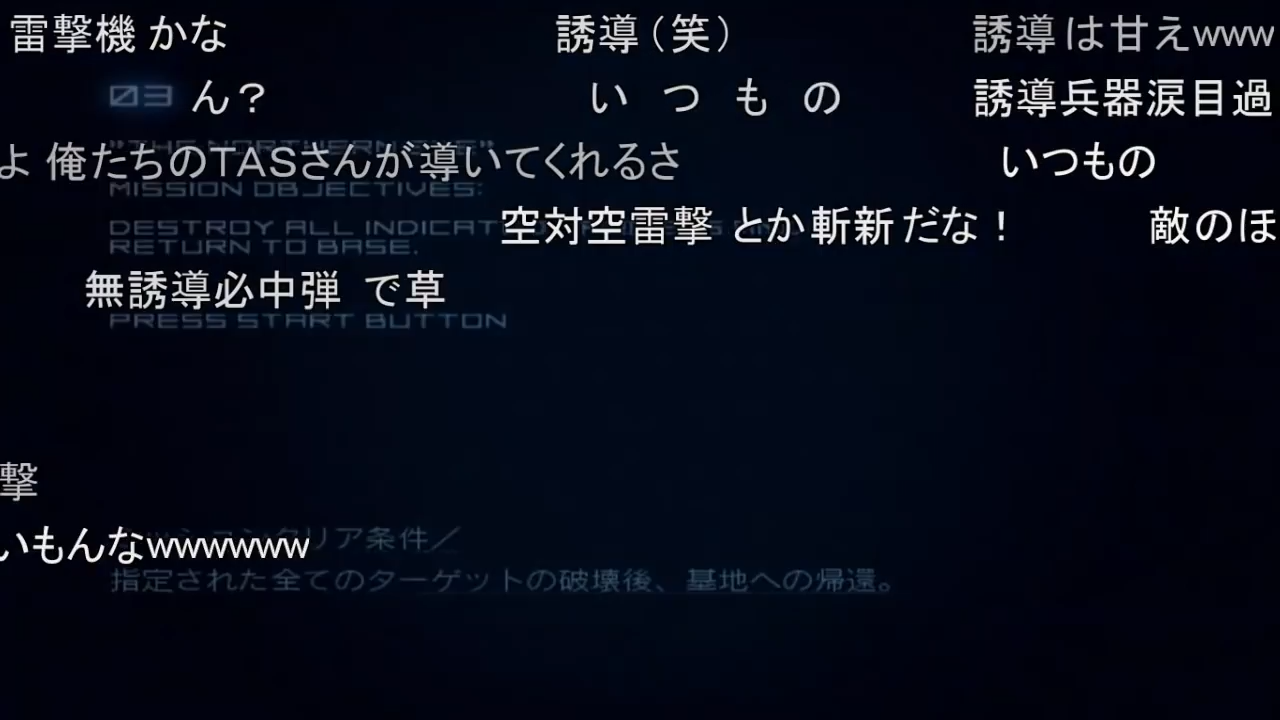 雷撃機 かな
誘導（笑）
誘導は甘えwww
03
ん？
い つ も の
誘導兵器涙目過
"THE NORTHERN
よ 俺たちのTASさんが導いてくれるさ
いつもの
MISSION OBJECTIVES:
DESTROY ALL INDICAT
空対空雷撃 とか斬新だな！
敵のほ
RETURN TO BASE.
無誘導必中弾 で草
PRESS START BUTTON
撃
クリア条件／
いもんなwwwwww
指定された全てのターゲットの破壊後、基地への帰還。